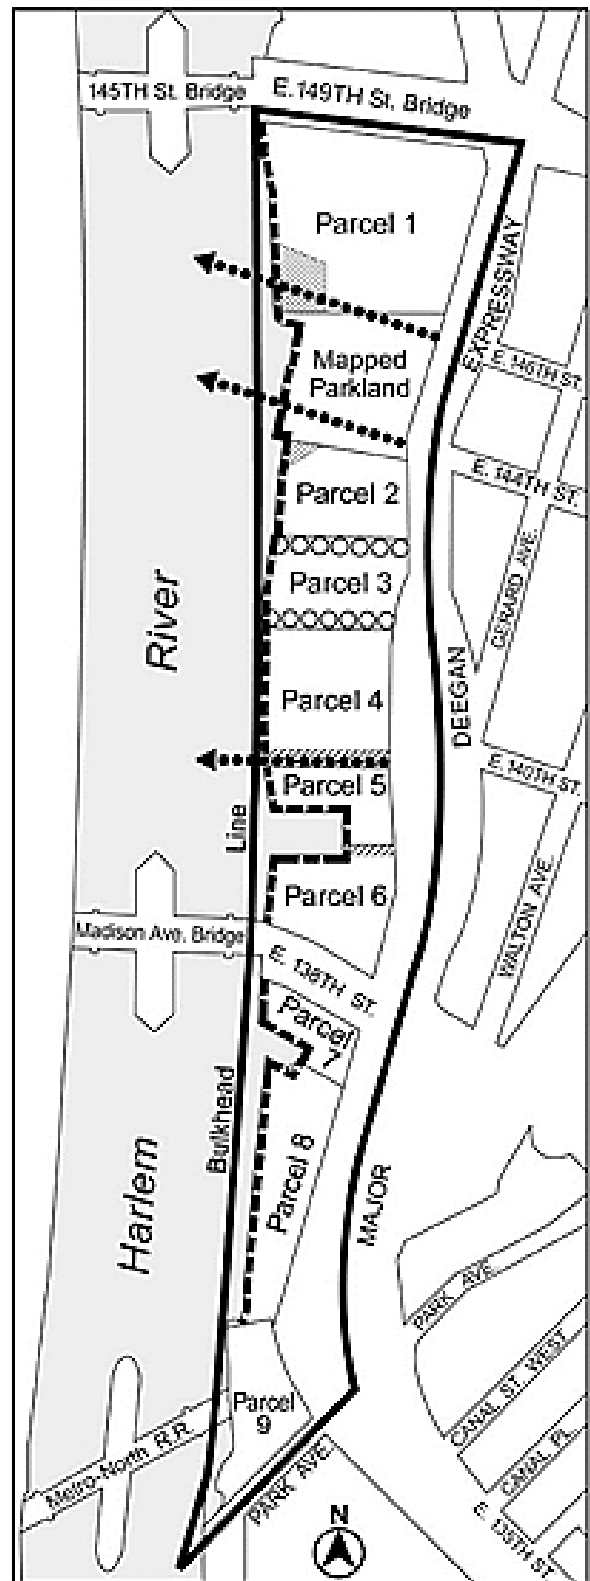 145TH St. Bridge
E. 149TH St. Bridge
Parcel 1
EXPRESSWAY
E. 146TH ST.
Mapped
Parkland
E. 144TH ST.
Parcel 2
GERARD AVE.
Parcel 3
River
Parcel 4
DEEGAN
E. 140TH ST.
Parcel 5
Line
Parcel 6
WALTON AVE.
Madison Ave. Bridge
E. 138TH ST.
Parcel
7
Bulkhead
Parcel 8
Harlem
MAJOR
PARK AVE.
CANAL ST. WEST
Parcel
9
CANAL PL.
Metro-North R.R.
PARK AVE.
E. 135TH ST.
N